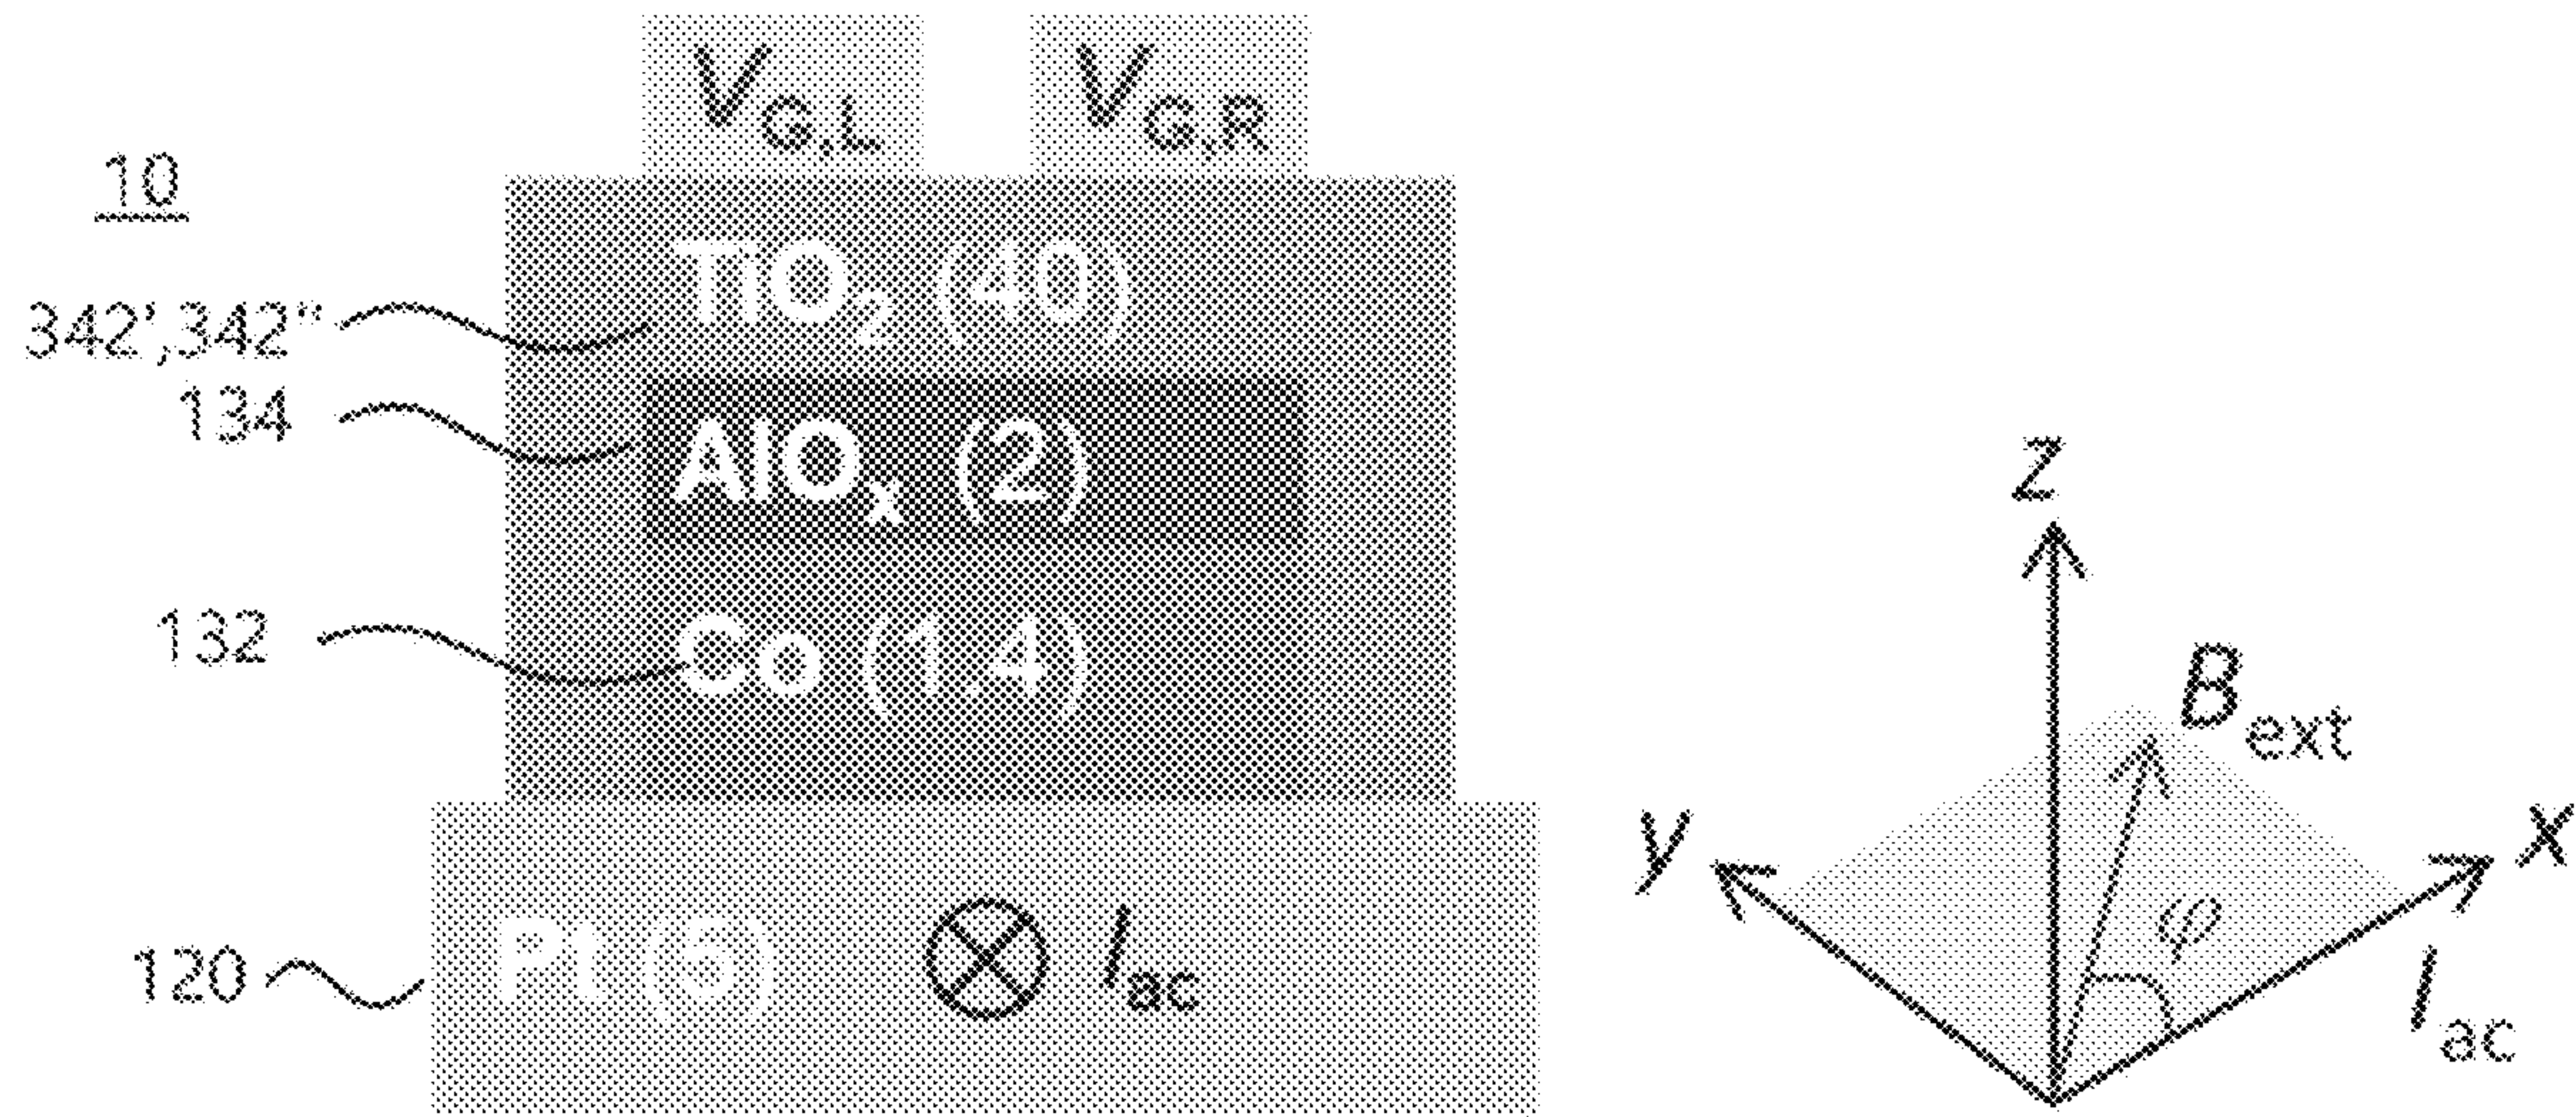 V_G,L V_G,R
10
TiO₂ (40)
342',342"
134
AlOₓ (2)
132
Co (1.4)
120
Pt (5)
I_ac
z
B_ext
y
x
φ
I_ac